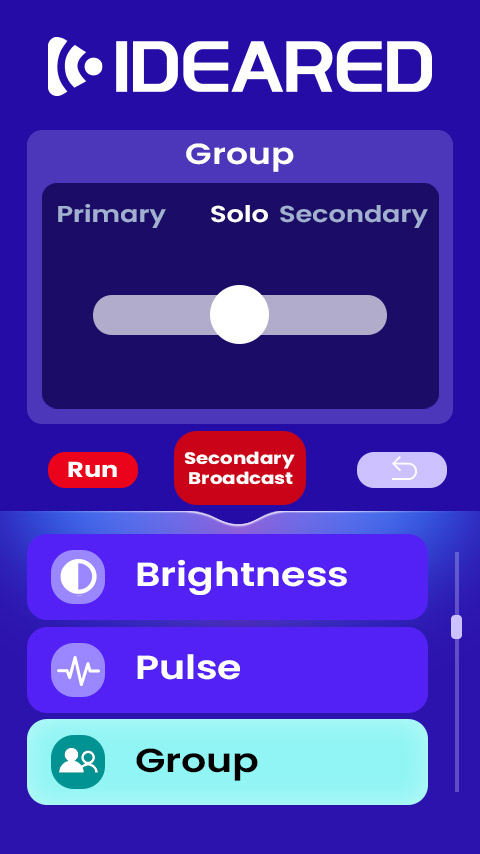 IDEARED
Group
Primary Solo Secondary
Run
Secondary
Broadcast
Brightness
Pulse
Group